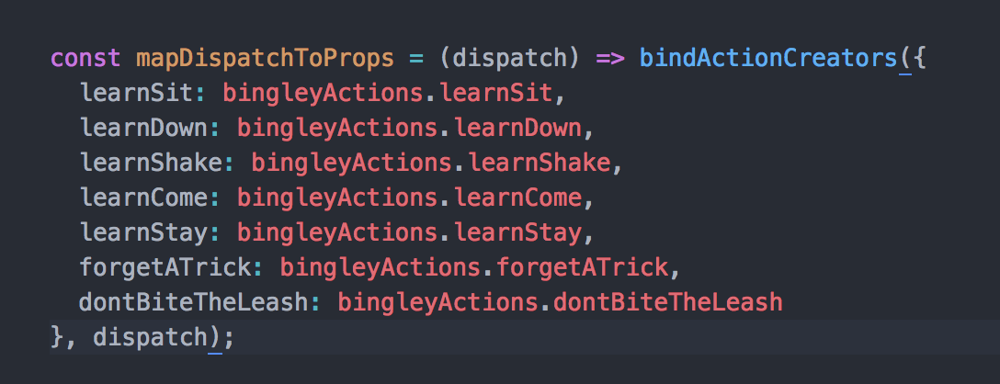 const mapDispatchToProps = (dispatch) => bindActionCreators({
  learnSit: bingleyActions.learnSit,
  learnDown: bingleyActions.learnDown,
  learnShake: bingleyActions.learnShake,
  learnCome: bingleyActions.learnCome,
  learnStay: bingleyActions.learnStay,
  forgetATrick: bingleyActions.forgetATrick,
  dontBiteTheLeash: bingleyActions.dontBiteTheLeash
}, dispatch);